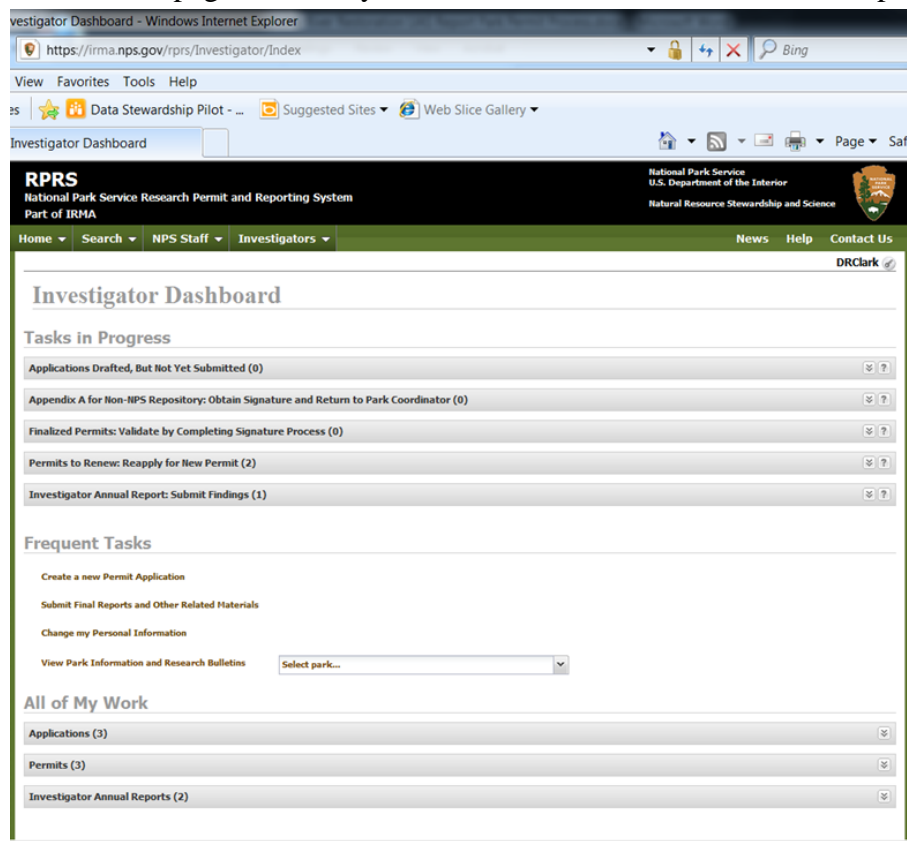 vestigator Dashboard - Windows Internet Explorer
https://irma.nps.gov/rprs/Investigator/Index
Bing
View Favorites Tools Help
es Data Stewardship Pilot - ... Suggested Sites Web Slice Gallery
Investigator Dashboard Page Saf
RPRS
National Park Service Research Permit and Reporting System
Part of IRMA
National Park Service
U.S. Department of the Interior
Natural Resource Stewardship and Science
Home Search NPS Staff Investigators News Help Contact Us
DRClark
Investigator Dashboard
Tasks in Progress
Applications Drafted, But Not Yet Submitted (0) ?
Appendix A for Non-NPS Repository: Obtain Signature and Return to Park Coordinator (0) ?
Finalized Permits: Validate by Completing Signature Process (0) ?
Permits to Renew: Reapply for New Permit (2) ?
Investigator Annual Report: Submit Findings (1) ?
Frequent Tasks
Create a new Permit Application
Submit Final Reports and Other Related Materials
Change my Personal Information
View Park Information and Research Bulletins Select park...
All of My Work
Applications (3)
Permits (3)
Investigator Annual Reports (2)